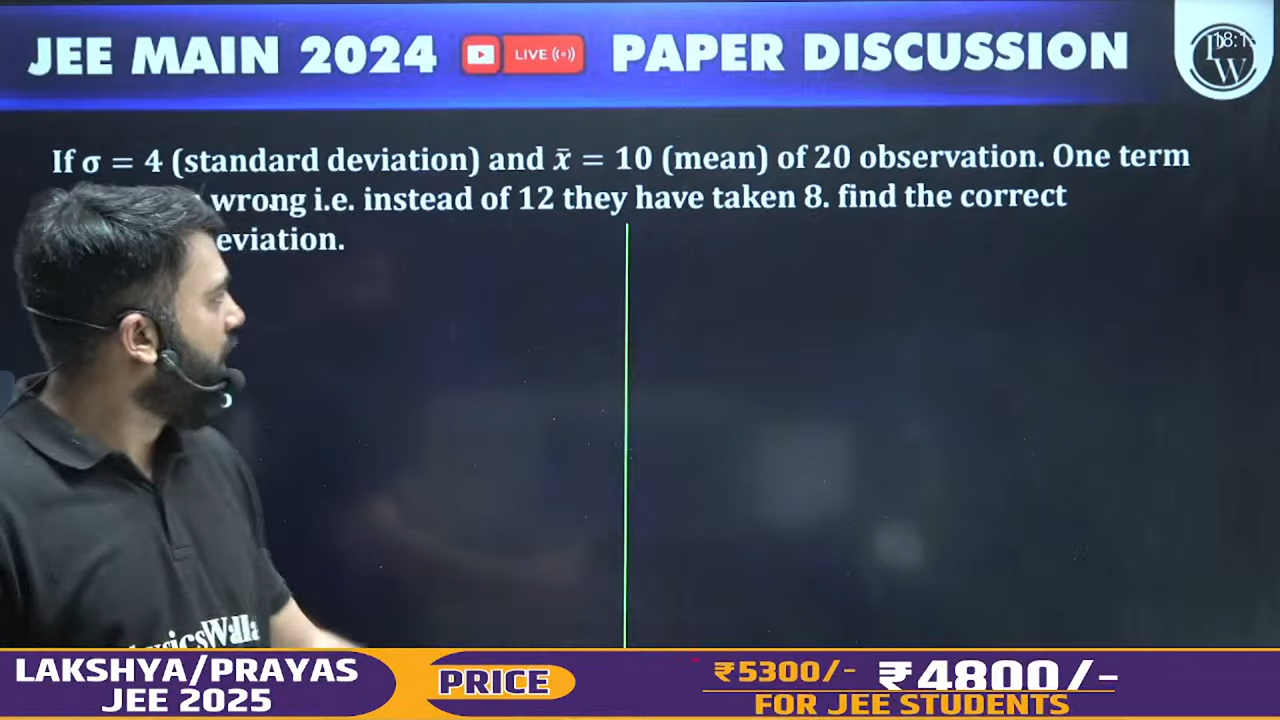 JEE MAIN 2024 LIVE PAPER DISCUSSION
If σ = 4 (standard deviation) and x̄ = 10 (mean) of 20 observation. One term
wrong i.e. instead of 12 they have taken 8. find the correct
eviation.
LAKSHYA/PRAYAS
JEE 2025
PRICE
₹5300/- ₹4800/-
FOR JEE STUDENTS